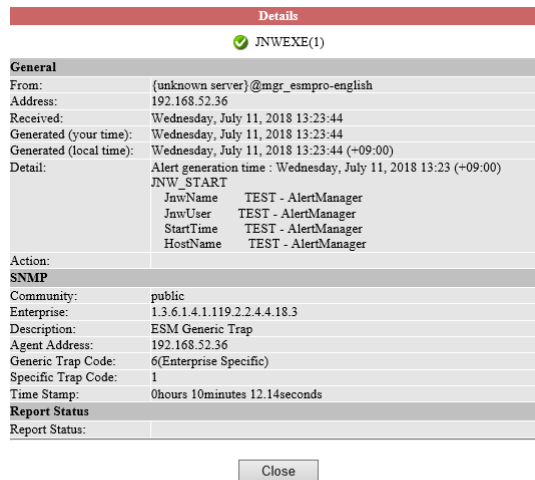 Details
JNWEXE(1)
General
From: {unknown server}@mgr_esmpro-english
Address: 192.168.52.36
Received: Wednesday, July 11, 2018 13:23:44
Generated (your time): Wednesday, July 11, 2018 13:23:44
Generated (local time): Wednesday, July 11, 2018 13:23:44 (+09:00)
Detail: Alert generation time : Wednesday, July 11, 2018 13:23 (+09:00)
JNW_START
JnwName TEST - AlertManager
JnwUser TEST - AlertManager
StartTime TEST - AlertManager
HostName TEST - AlertManager
Action:
SNMP
Community: public
Enterprise: 1.3.6.1.4.1.119.2.2.4.4.18.3
Description: ESM Generic Trap
Agent Address: 192.168.52.36
Generic Trap Code: 6(Enterprise Specific)
Specific Trap Code: 1
Time Stamp: 0hours 10minutes 12.14seconds
Report Status
Report Status:
Close